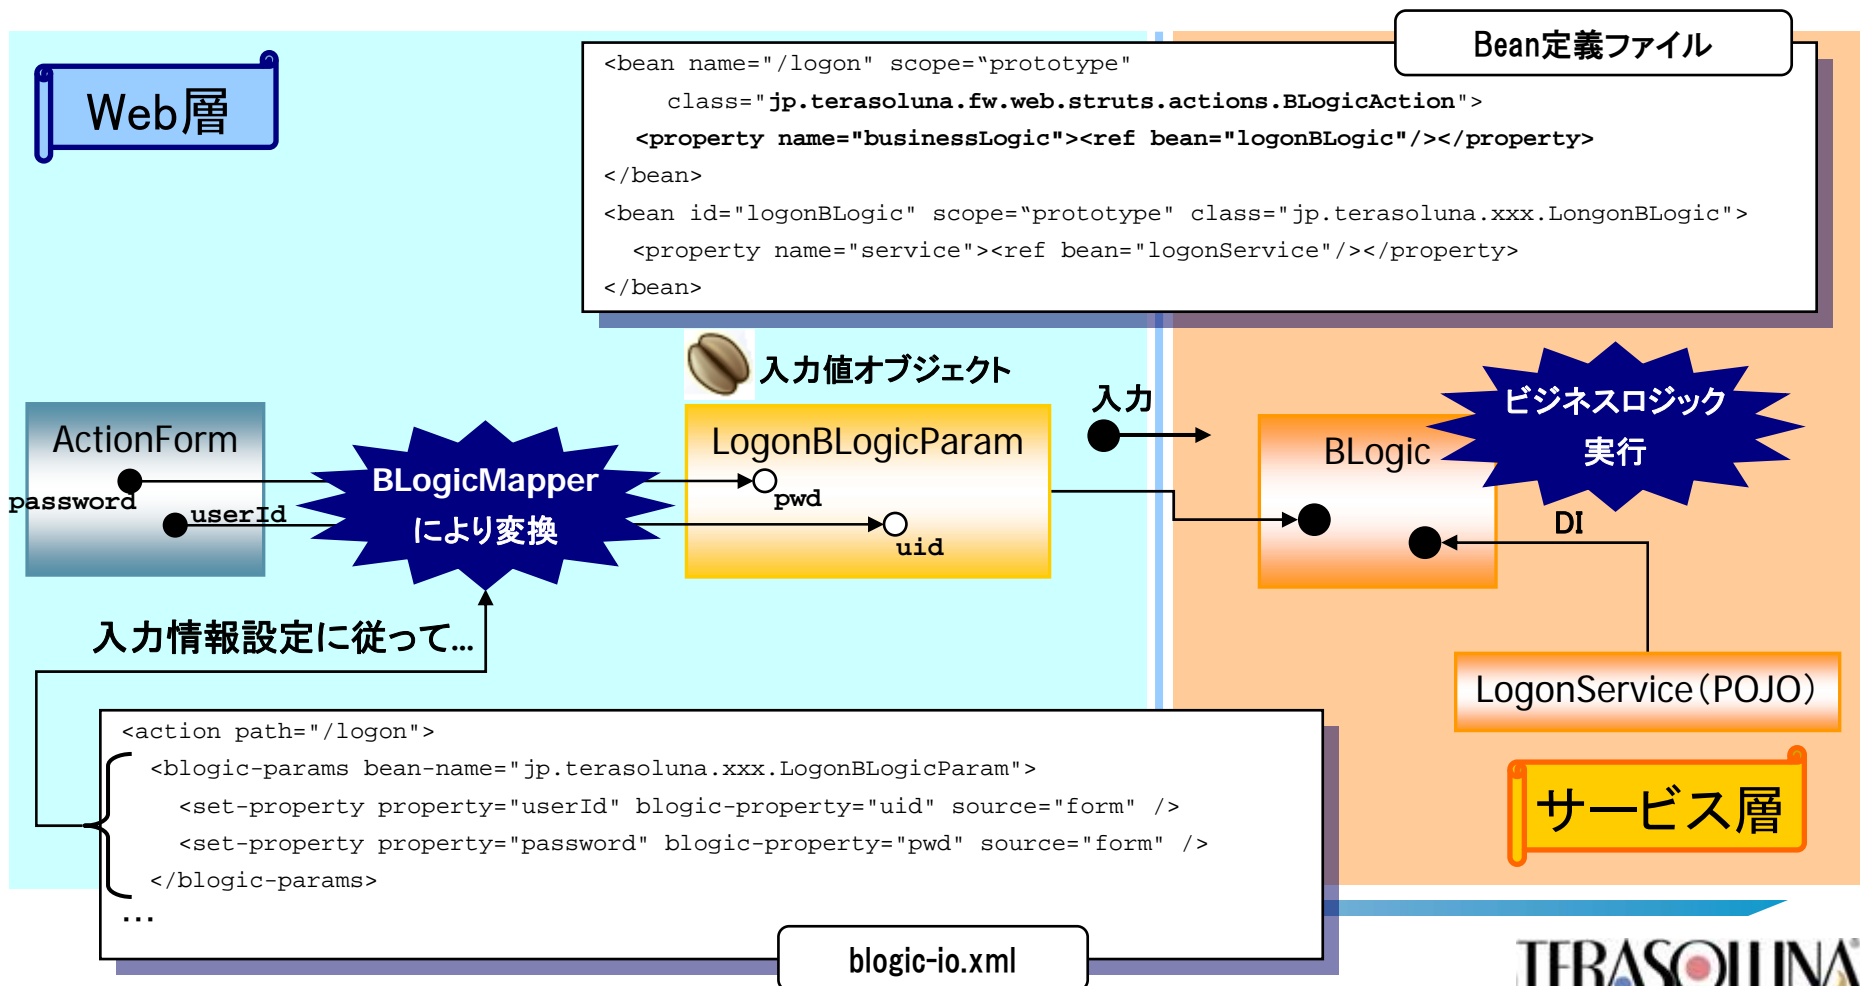 Web層
Bean定義ファイル
<bean name="/logon" scope=“prototype"
class="jp.terasoluna.fw.web.struts.actions.BLogicAction">
<property name="businessLogic"><ref bean="logonBLogic"/></property>
</bean>
<bean id="logonBLogic" scope=“prototype" class="jp.terasoluna.xxx.LongonBLogic">
<property name="service"><ref bean="logonService"/></property>
</bean>
入力値オブジェクト
ActionForm
password
userId
BLogicMapper
により変換
LogonBLogicParam
pwd
uid
入力
BLogic
ビジネスロジック
実行
DI
LogonService(POJO)
サービス層
入力情報設定に従って...
<action path="/logon">
<blogic-params bean-name="jp.terasoluna.xxx.LogonBLogicParam">
<set-property property="userId" blogic-property="uid" source="form" />
<set-property property="password" blogic-property="pwd" source="form" />
</blogic-params>
...
blogic-io.xml
TERASOLUNA